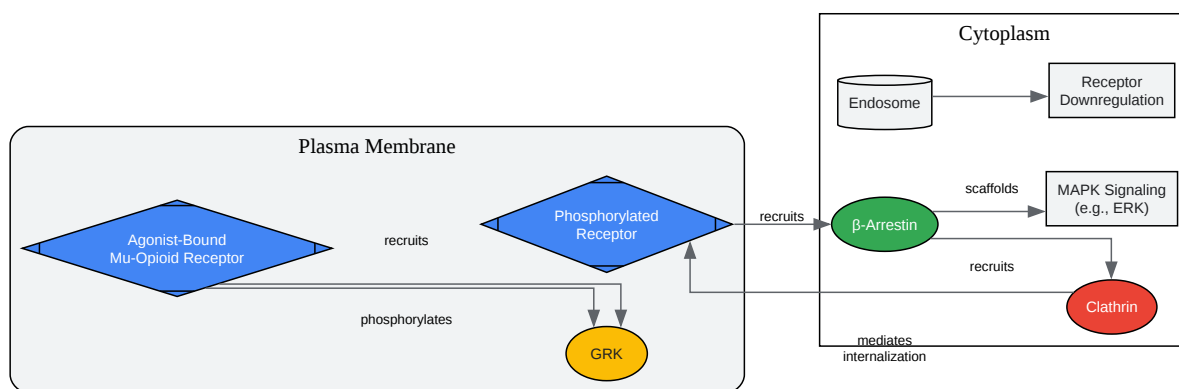 Cytoplasm
Endosome
Receptor
Downregulation
Plasma Membrane
Agonist-Bound
Mu-Opioid Receptor
recruits
phosphorylates
GRK
Phosphorylated
Receptor
recruits
β-Arrestin
scaffolds
MAPK Signaling
(e.g., ERK)
recruits
Clathrin
mediates
internalization